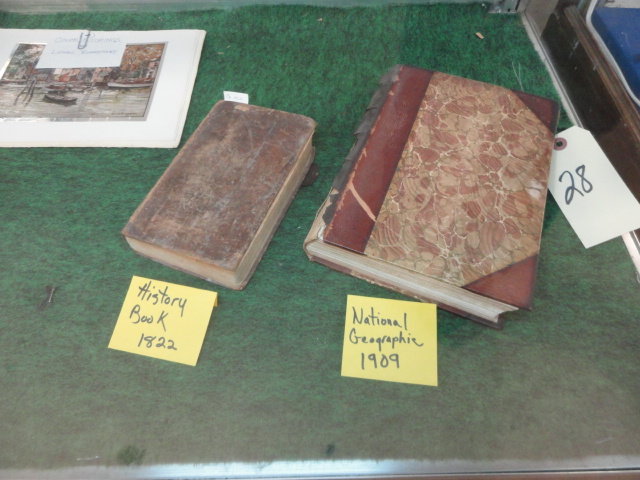 History
Book
1822
National
Geographic
1909
28